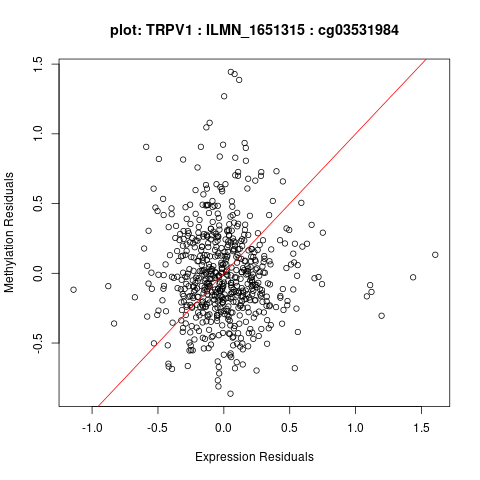 plot: TRPV1 : ILMN_1651315 : cg03531984
Methylation Residuals
1.5
1.0
0.5
0.0
-0.5
-1.0 -0.5 0.0 0.5 1.0 1.5
Expression Residuals